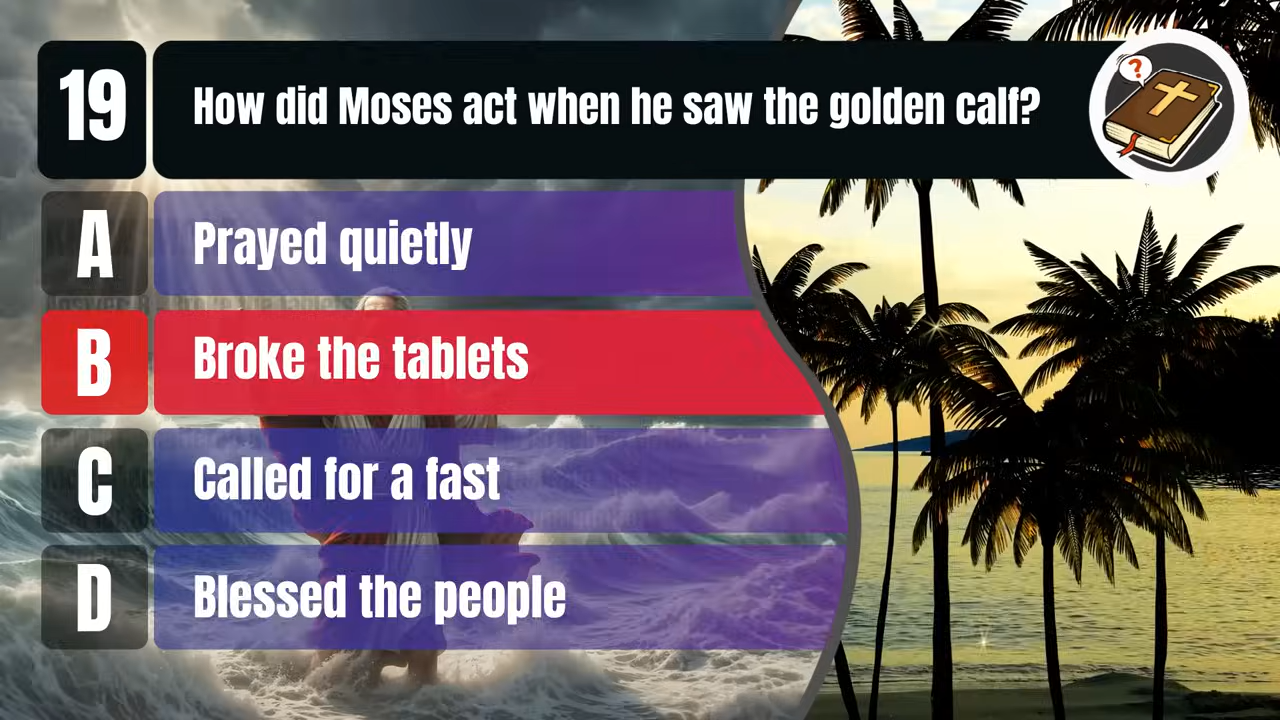 19
How did Moses act when he saw the golden calf?
?
A
Prayed quietly
B
Broke the tablets
C
Called for a fast
D
Blessed the people